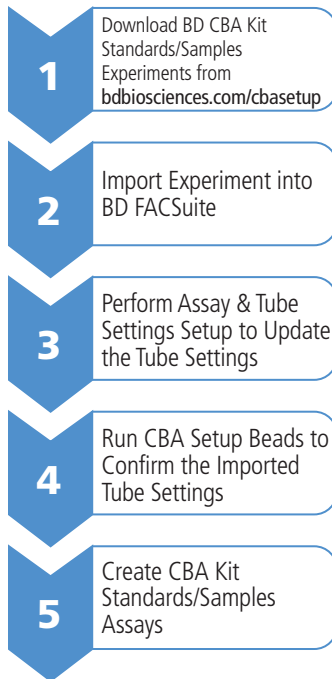 1
Download BD CBA Kit
Standards/Samples
Experiments from
bdbiosciences.com/cbasetup
2
Import Experiment into
BD FACSuite
3
Perform Assay & Tube
Settings Setup to Update
the Tube Settings
4
Run CBA Setup Beads to
Confirm the Imported
Tube Settings
5
Create CBA Kit
Standards/Samples
Assays